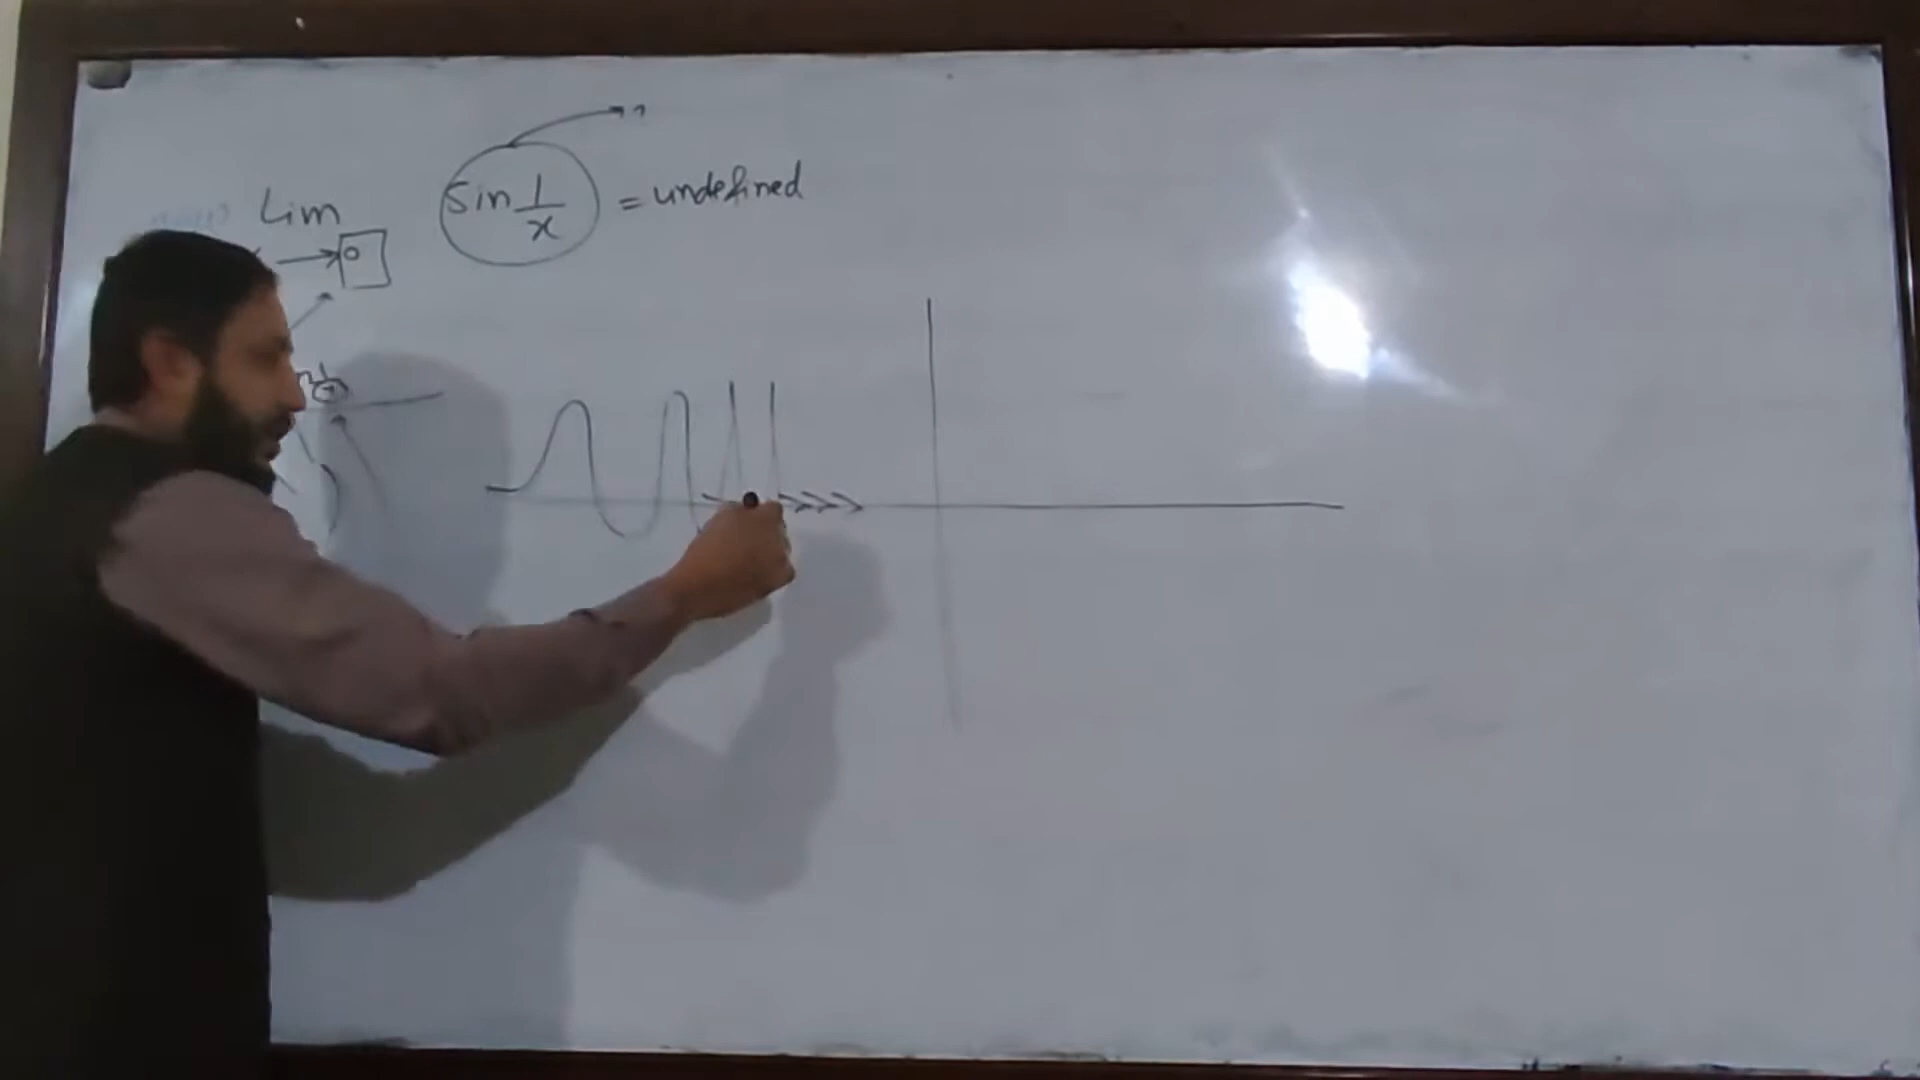 Lim sin 1/x = undefined
→ 0